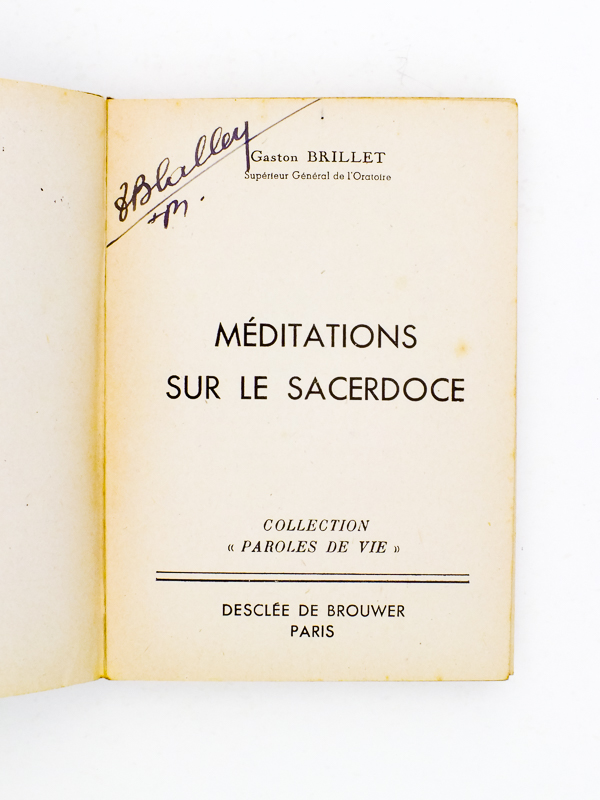 Gaston BRILLET
Supérieur Général de l'Oratoire
MÉDITATIONS
SUR LE SACERDOCE
COLLECTION
« PAROLES DE VIE »
DESCLÉE DE BROUWER
PARIS